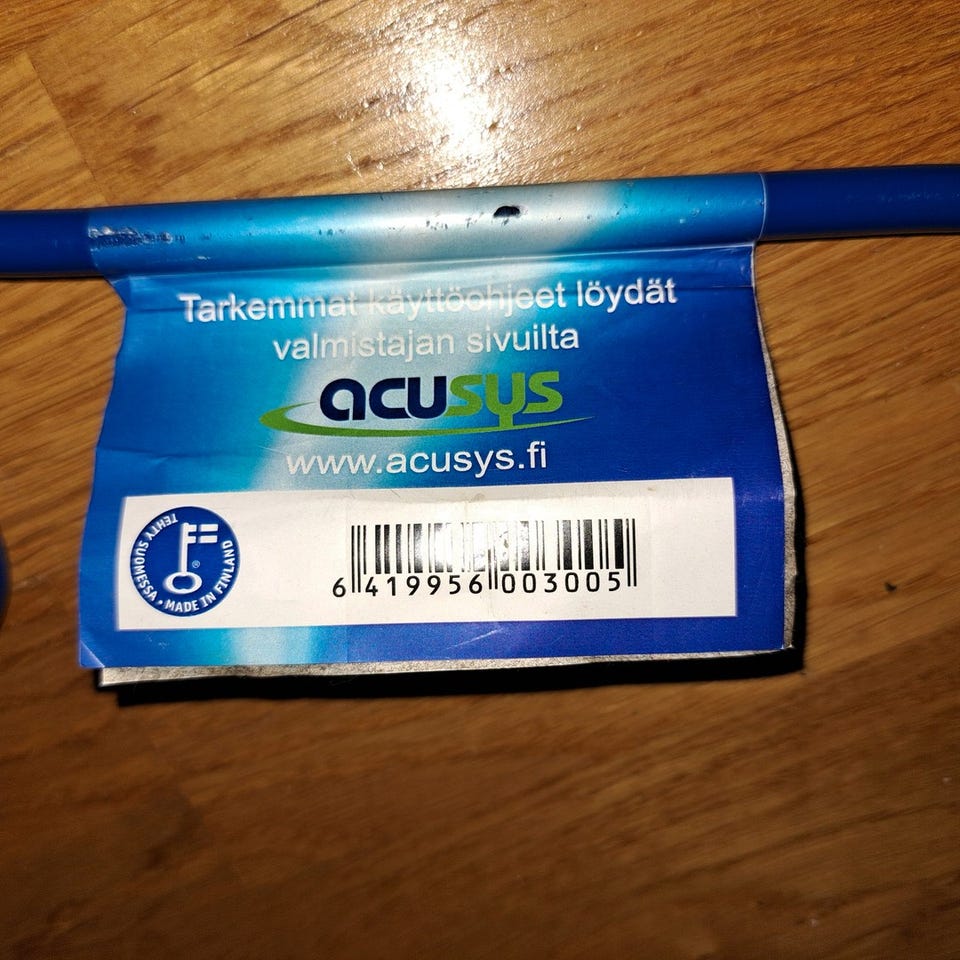 Tarkemmat käyttöohjeet löydät
valmistajan sivuilta
acusys
www.acusys.fi
TEHTY SUOMESSA • MADE IN FINLAND
®
6 419956 003005